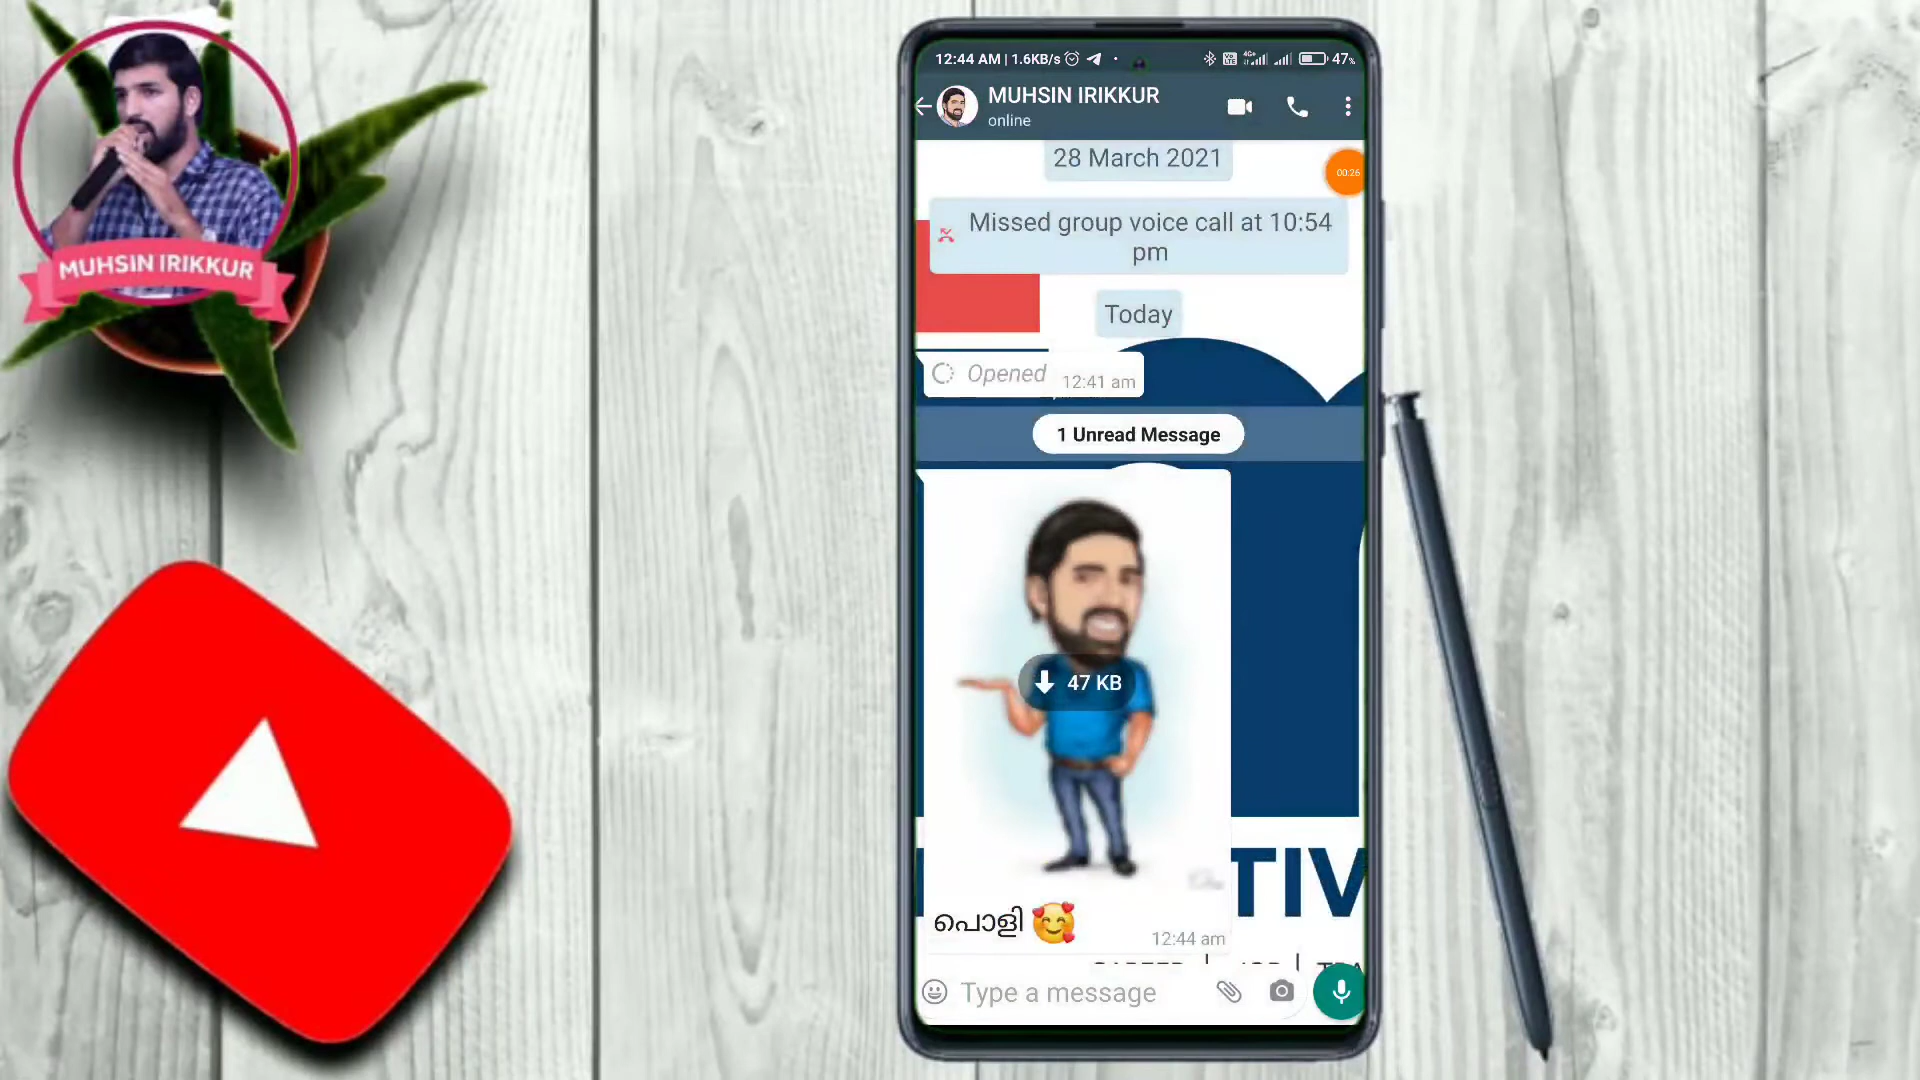 MUHSIN IRIKKUR
12:44 AM | 1.6KB/s
4G+
47%
MUHSIN IRIKKUR
online
28 March 2021
00:26
Missed group voice call at 10:54
pm
Today
Opened 12:41 am
1 Unread Message
47 KB
TIV
പൊളി 🥰
12:44 am
Type a message